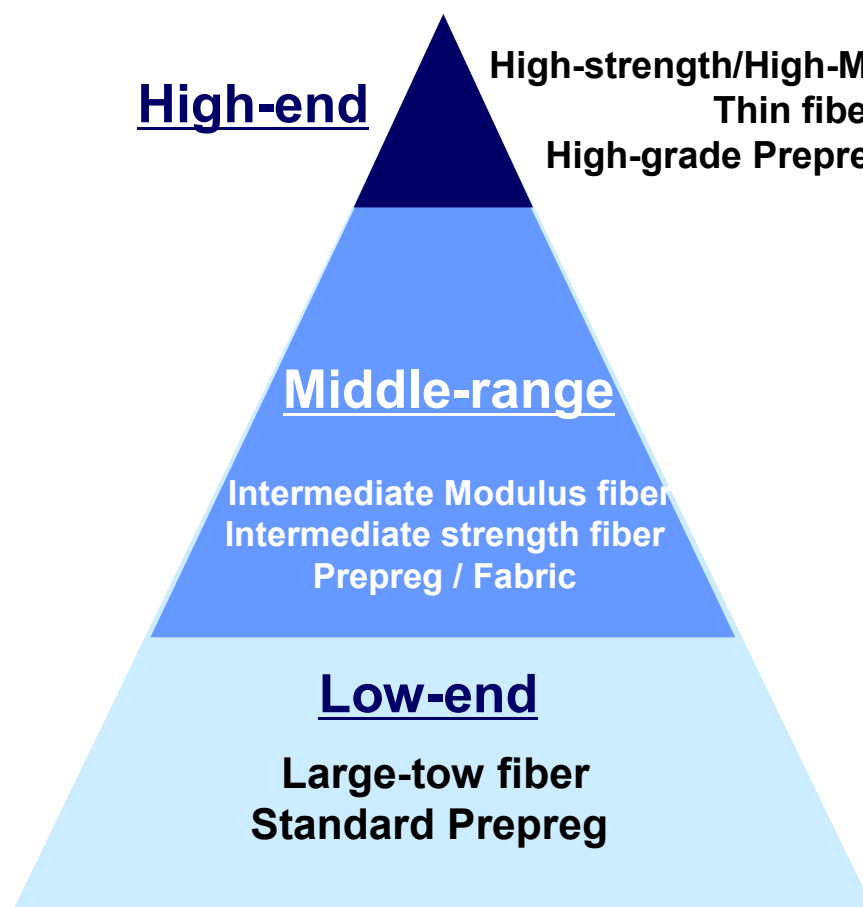 High-end
High-strength/High-M
Thin fibe
High-grade Prepre
Middle-range
Intermediate Modulus fiber
Intermediate strength fiber
Prepreg / Fabric
Low-end
Large-tow fiber
Standard Prepreg